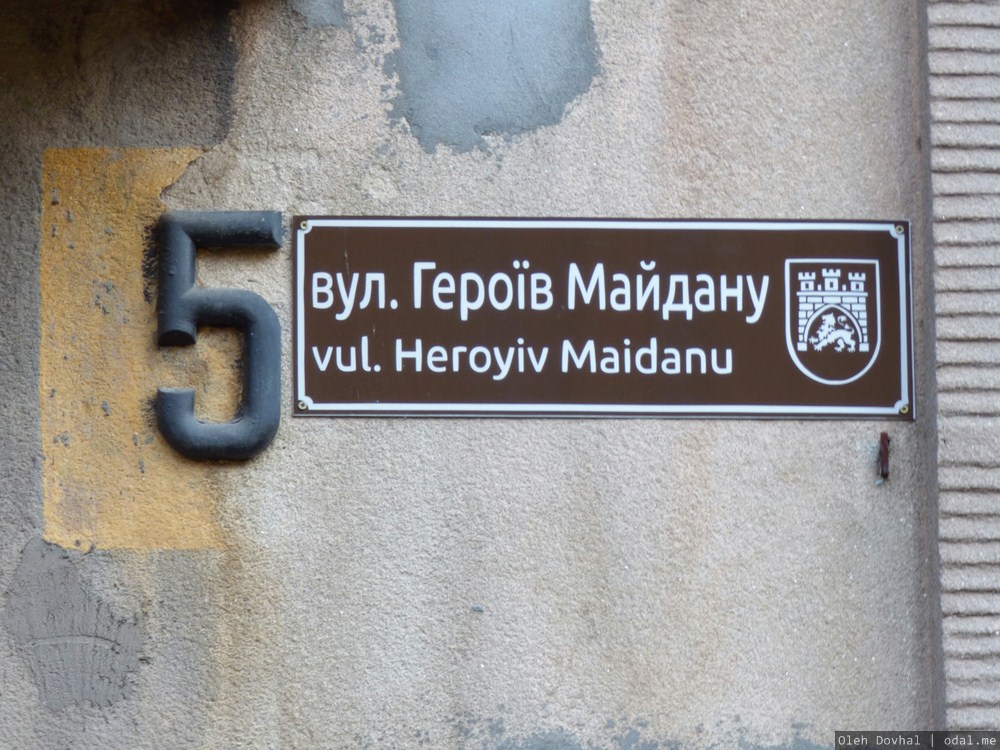 5
вул. Героїв Майдану
vul. Heroyiv Maidanu
Oleh Dovhal | odal.me